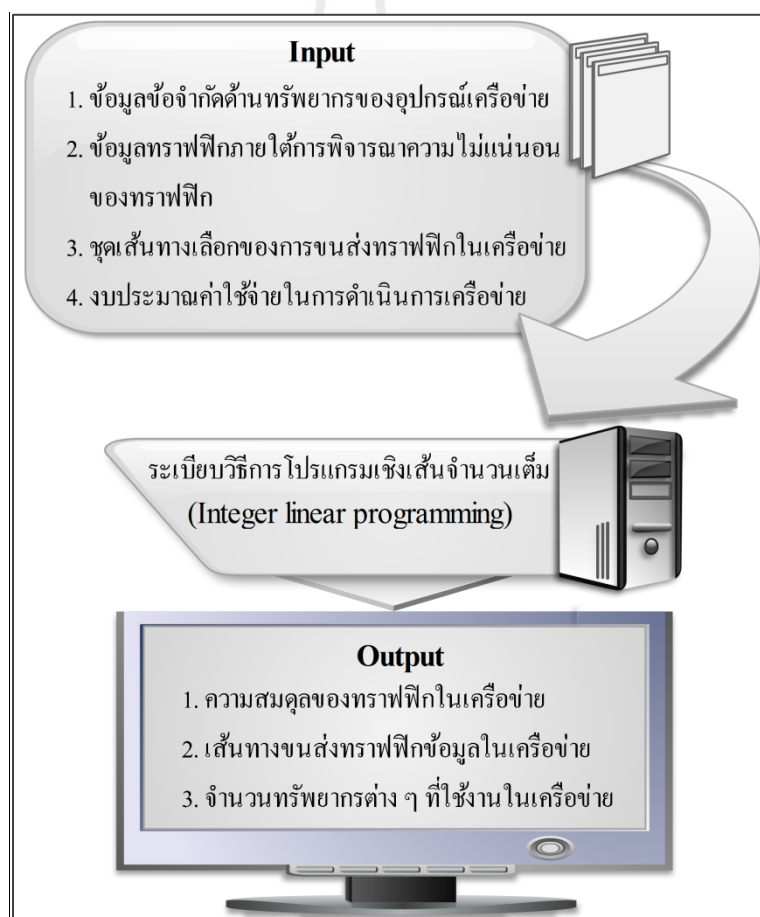 Input
1. ข้อมูลข้อจำกัดด้านทรัพยากรของอุปกรณ์เครือข่าย
2. ข้อมูลทราฟฟิกภายใต้การพิจารณาความไม่แน่นอน
ของทราฟฟิก
3. ชุดเส้นทางเลือกของการขนส่งทราฟฟิกในเครือข่าย
4. งบประมาณค่าใช้จ่ายในการดำเนินการเครือข่าย
ระเบียบวิธีการโปรแกรมเชิงเส้นจำนวนเต็ม
(Integer linear programming)
Output
1. ความสมดุลของทราฟฟิกในเครือข่าย
2. เส้นทางขนส่งทราฟฟิกข้อมูลในเครือข่าย
3. จำนวนทรัพยากรต่าง ๆ ที่ใช้งานในเครือข่าย